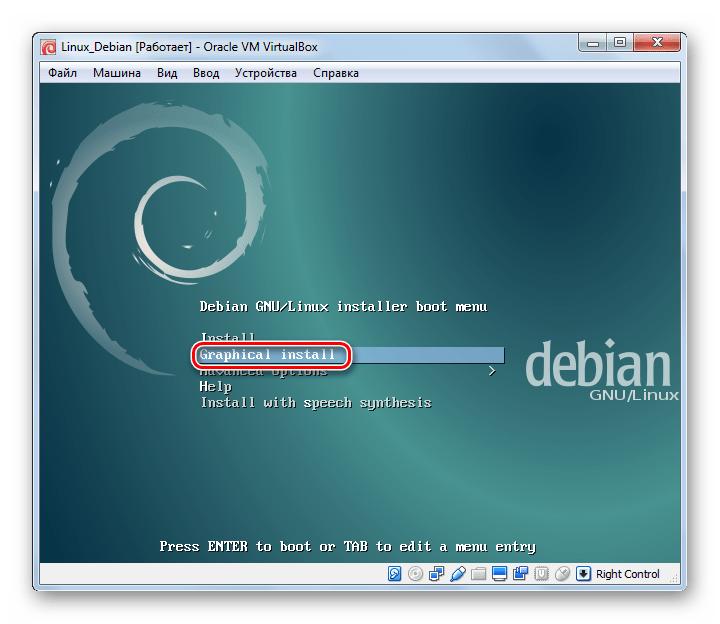 Linux_Debian [Работает] - Oracle VM VirtualBox
Файл Машина Вид Ввод Устройства Справка
Debian GNU/Linux installer boot menu
Install
Graphical install
Advanced options >
Help
Install with speech synthesis
debian
GNU/Linux
Press ENTER to boot or TAB to edit a menu entry
Right Control